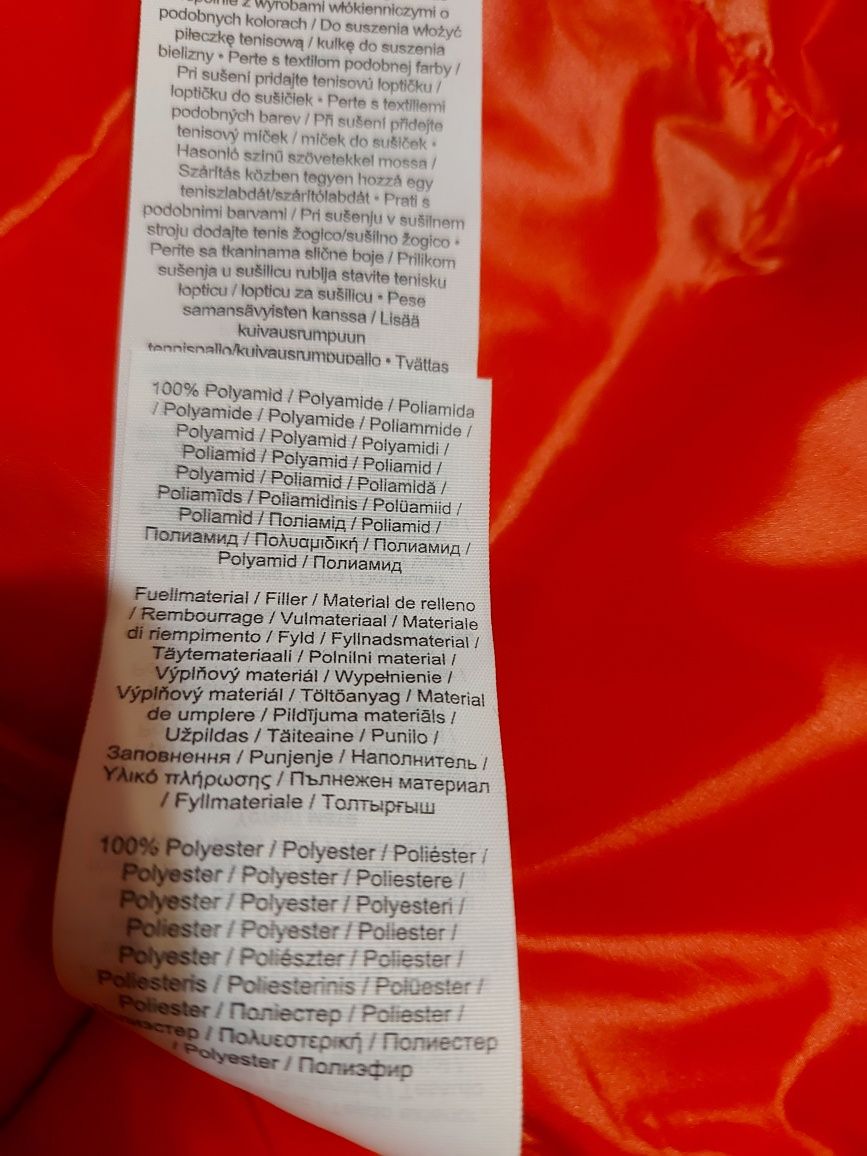 z wyrobami włókienniczymi o
podobnych kolorach / Do suszenia włożyć
piłeczkę tenisową / kulkę do suszenia
bielizny • Perte s textilom podobnej farby /
Pri sušení pridajte tenisovú loptičku /
loptičku do sušičiek • Perte s textiliemi
podobných barev / Při sušení přidejte
tenisový míček / míček do sušiček •
Hasonló színű szövetekkel mossa /
Szárítás közben tegyen hozzá egy
teniszlabdát/szárítólabdát • Prati s
podobnimi barvami / Pri sušenju v sušilnem
stroju dodajte tenis žogico/sušilno žogico •
Perite sa tkaninama slične boje / Prilikom
sušenja u sušilicu rublja stavite tenisku
lopticu / lopticu za sušilicu • Pese
samansävyisten kanssa / Lisää
kuivausrumpuun
tennispallo/kuivausrumpupallo • Tvättas
100% Polyamid / Polyamide / Poliamida
/ Polyamide / Polyamide / Poliammide /
Polyamid / Polyamid / Polyamidi /
Poliamid / Polyamid / Poliamid /
Polyamid / Poliamid / Poliamidă /
Poliamīds / Poliamidinis / Polüamiid /
Poliamid / Поліамід / Poliamid /
Полиамид / Πολυαμιδική / Полиамид /
Polyamid / Полиамид
Fuellmaterial / Filler / Material de relleno
/ Rembourrage / Vulmateriaal / Materiale
di riempimento / Fyld / Fyllnadsmaterial /
Täytemateriaali / Polnilni material /
Výplňový materiál / Wypełnienie /
Výplňový materiál / Töltőanyag / Material
de umplere / Pildījuma materiāls /
Užpildas / Täiteaine / Punilo /
Заповнення / Punjenje / Наполнитель /
Υλικό πλήρωσης / Пълнежен материал
/ Fyllmateriale / Толтырғыш
100% Polyester / Polyester / Poliéster /
Polyester / Polyester / Poliestere /
Polyester / Polyester / Polyesteri /
Poliester / Polyester / Poliester /
Polyester / Poliészter / Poliester /
Poliesteris / Poliesterinis / Polüester /
Poliester / Поліестер / Poliester /
/ Πολυεστερική / Полиестер
/ Polyester / Полиэфир